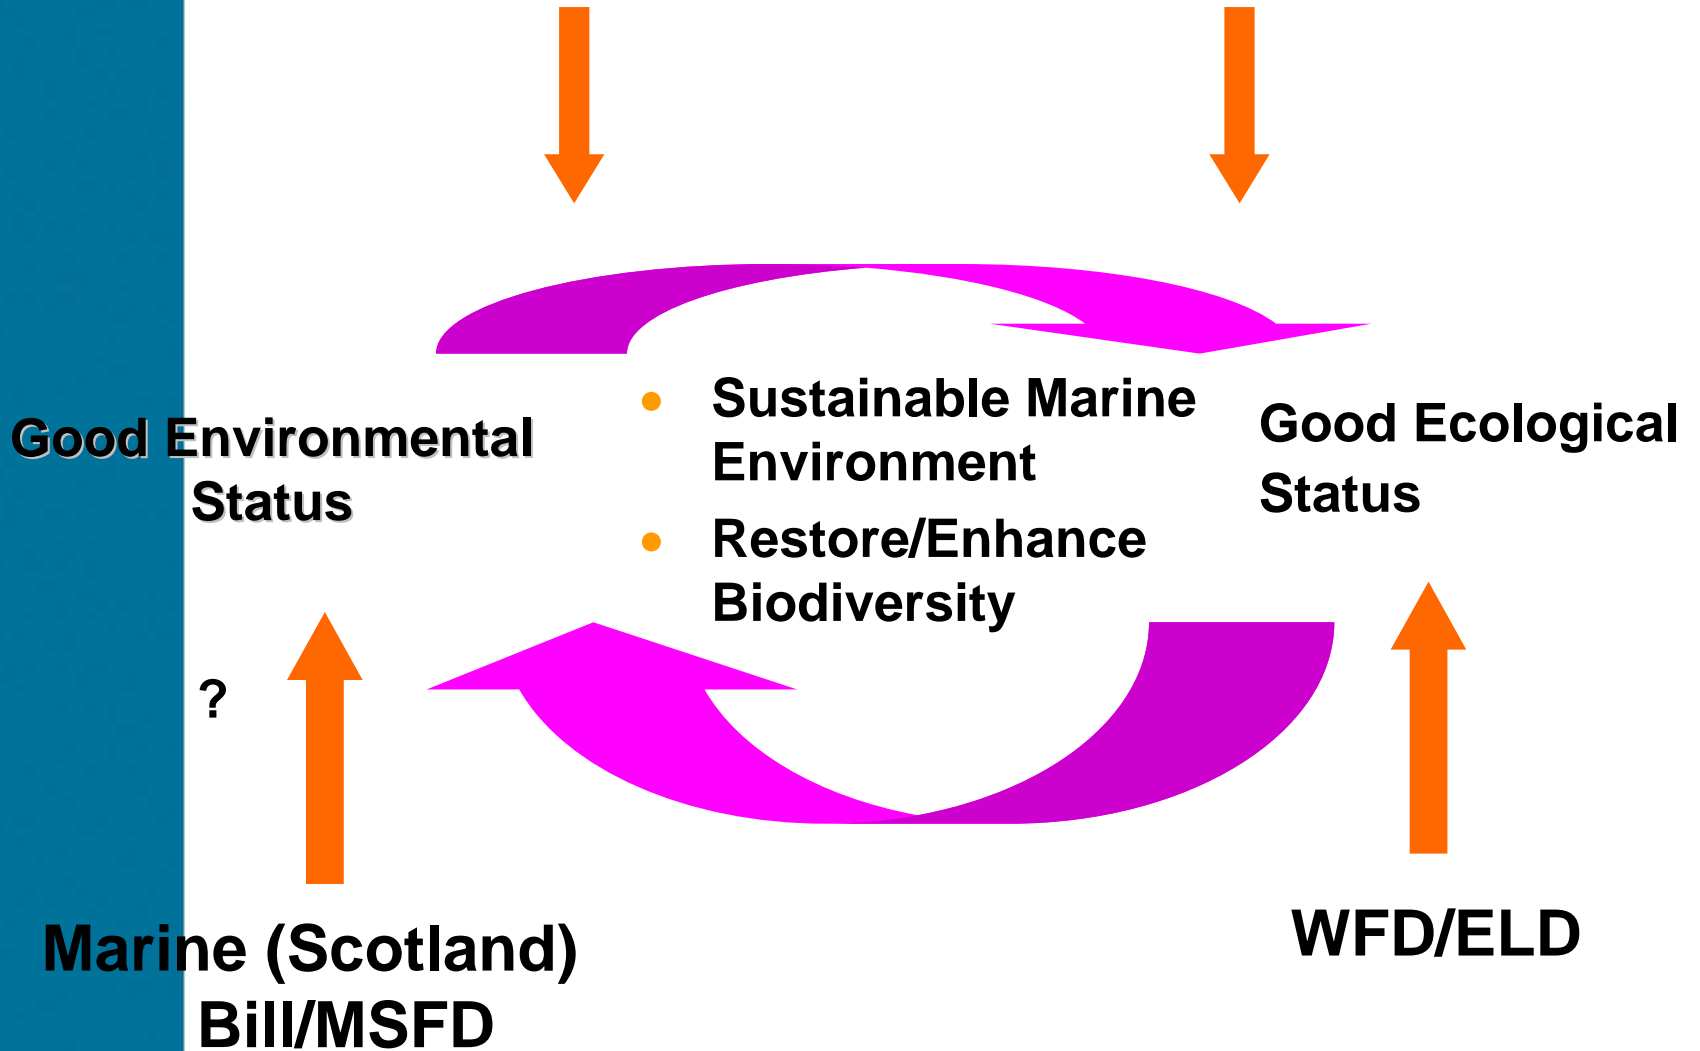 Good Environmental
Status
● Sustainable Marine
Environment
● Restore/Enhance
Biodiversity
Good Ecological
Status
?
Marine (Scotland)
Bill/MSFD
WFD/ELD